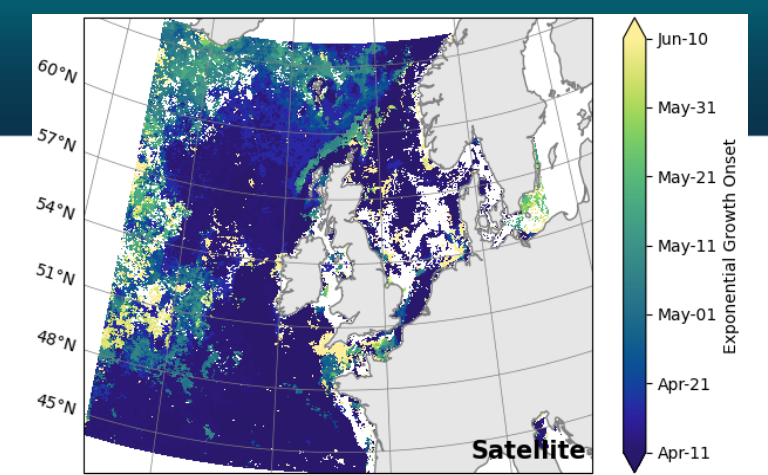 60°N
57°N
54°N
51°N
48°N
45°N
Satellite
Jun-10
May-31
May-21
May-11
May-01
Apr-21
Apr-11
Exponential Growth Onset